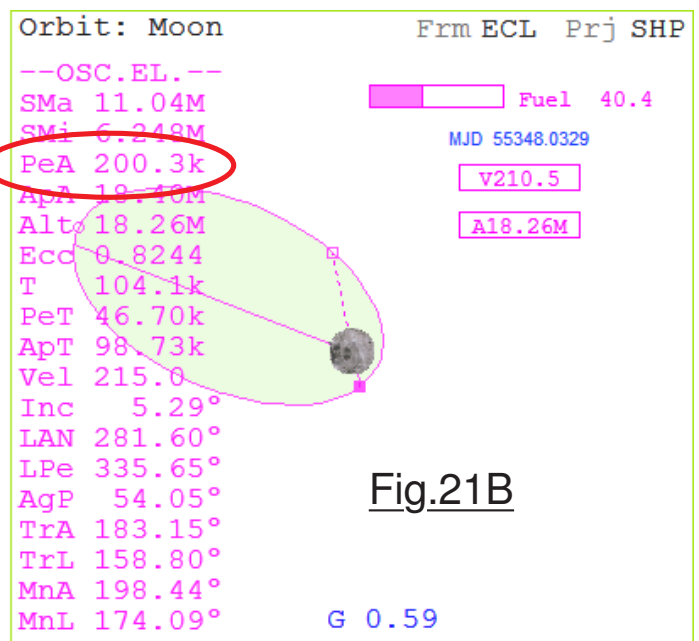 Orbit: Moon Frm ECL Prj SHP
--OSC.EL.--
SMa 11.04M
Fuel 40.4
SMi 6.248M
MJD 55348.0329
PeA 200.3k
V210.5
ApA 18.40M
Alt 18.26M
A18.26M
Ecc 0.8244
T 104.1k
PeT 46.70k
ApT 98.73k
Vel 215.0
Inc 5.29°
LAN 281.60°
LPe 335.65°
AgP 54.05°
Fig.21B
TrA 183.15°
TrL 158.80°
MnA 198.44°
MnL 174.09°
G 0.59